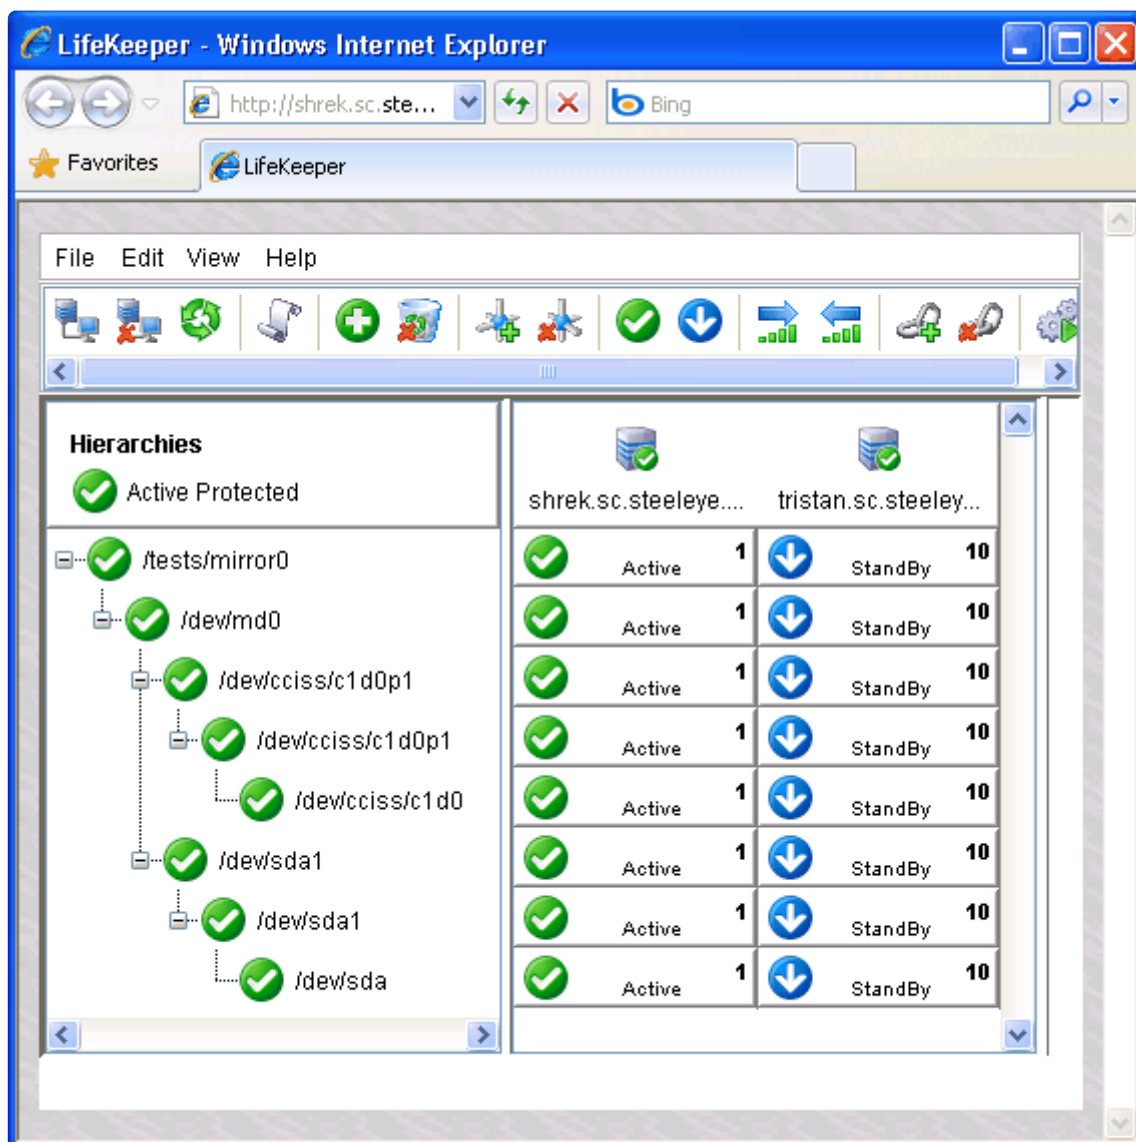 LifeKeeper - Windows Internet Explorer
http://shrek.sc.ste... Bing
Favorites LifeKeeper
File Edit View Help
Hierarchies
Active Protected
shrek.sc.steeleye.... tristan.sc.steeley...
/tests/mirror0 Active 1 StandBy 10
/dev/md0 Active 1 StandBy 10
/dev/cciss/c1d0p1 Active 1 StandBy 10
/dev/cciss/c1d0p1 Active 1 StandBy 10
/dev/cciss/c1d0 Active 1 StandBy 10
/dev/sda1 Active 1 StandBy 10
/dev/sda1 Active 1 StandBy 10
/dev/sda Active 1 StandBy 10